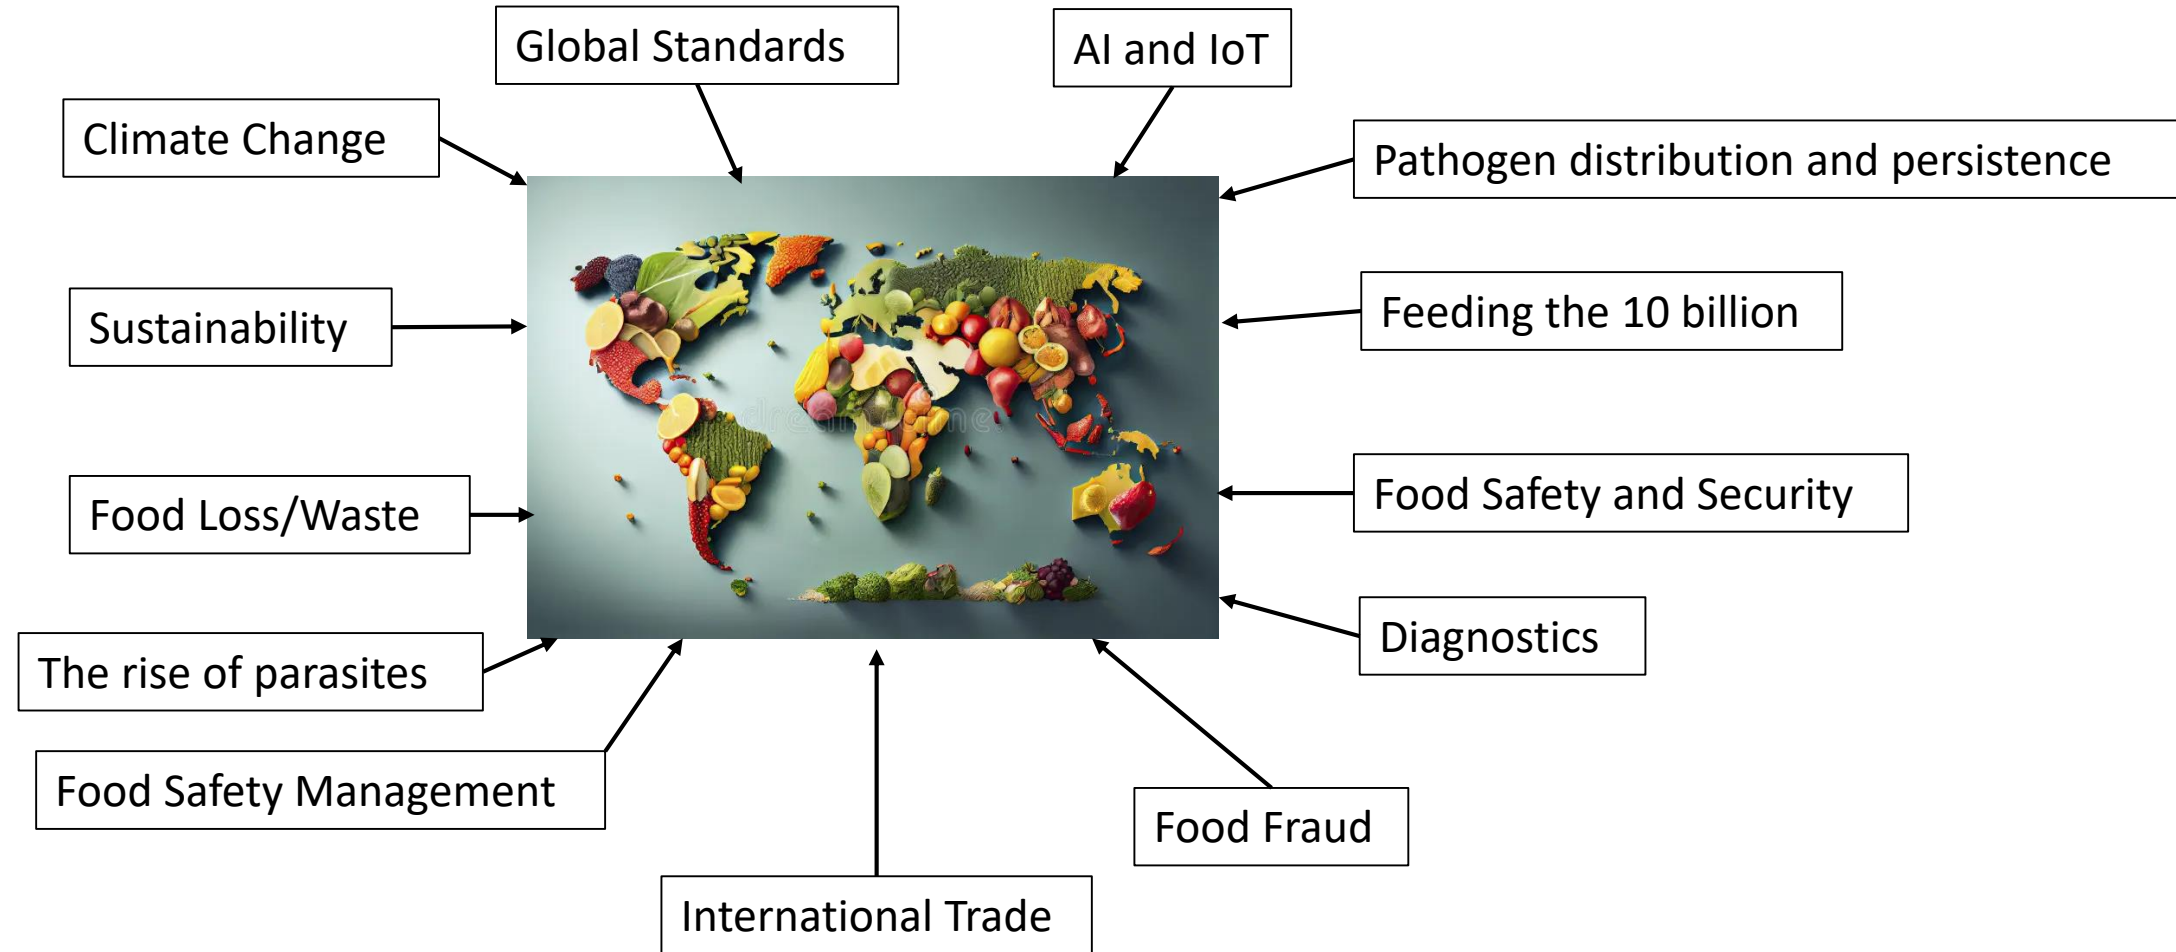 Global Standards
AI and IoT
Climate Change
Pathogen distribution and persistence
Sustainability
Feeding the 10 billion
Food Loss/Waste
Food Safety and Security
The rise of parasites
Diagnostics
Food Safety Management
Food Fraud
International Trade